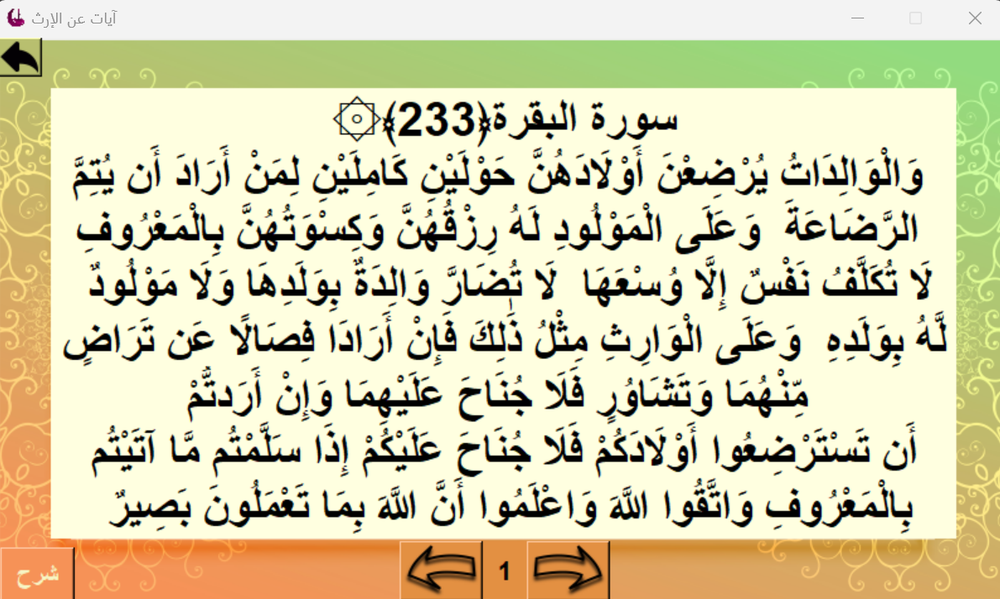 آيات عن الإرث
سورة البقرة﴿233﴾۞
وَالْوَالِدَاتُ يُرْضِعْنَ أَوْلَادَهُنَّ حَوْلَيْنِ كَامِلَيْنِ لِمَنْ أَرَادَ أَن يُتِمَّ
الرَّضَاعَةَ وَعَلَى الْمَوْلُودِ لَهُ رِزْقُهُنَّ وَكِسْوَتُهُنَّ بِالْمَعْرُوفِ
لَا تُكَلَّفُ نَفْسٌ إِلَّا وُسْعَهَا لَا تُضَارَّ وَالِدَةٌ بِوَلَدِهَا وَلَا مَوْلُودٌ
لَّهُ بِوَلَدِهِ وَعَلَى الْوَارِثِ مِثْلُ ذَٰلِكَ فَإِنْ أَرَادَا فِصَالًا عَن تَرَاضٍ
مِّنْهُمَا وَتَشَاوُرٍ فَلَا جُنَاحَ عَلَيْهِمَا وَإِنْ أَرَدتُّمْ
أَن تَسْتَرْضِعُوا أَوْلَادَكُمْ فَلَا جُنَاحَ عَلَيْكُمْ إِذَا سَلَّمْتُم مَّا آتَيْتُم
بِالْمَعْرُوفِ وَاتَّقُوا اللَّهَ وَاعْلَمُوا أَنَّ اللَّهَ بِمَا تَعْمَلُونَ بَصِيرٌ
1
شرح